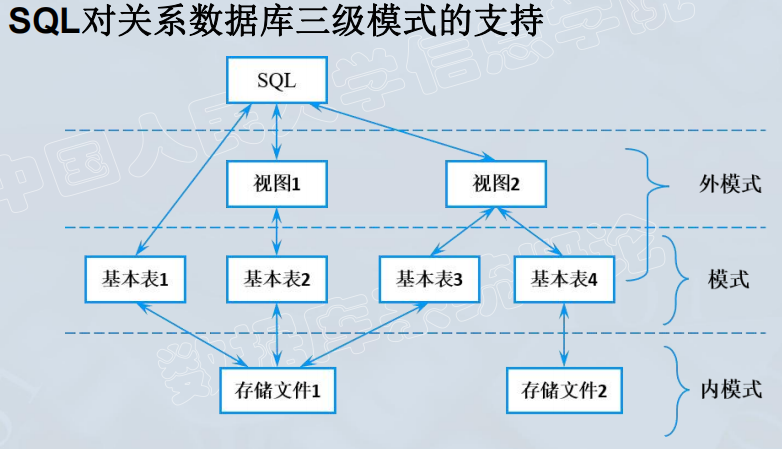 SQL对关系数据库三级模式的支持
SQL
视图1
视图2
外模式
基本表1
基本表2
基本表3
基本表4
模式
存储文件1
存储文件2
内模式
中国人民大学信息学院
数据库系统概论